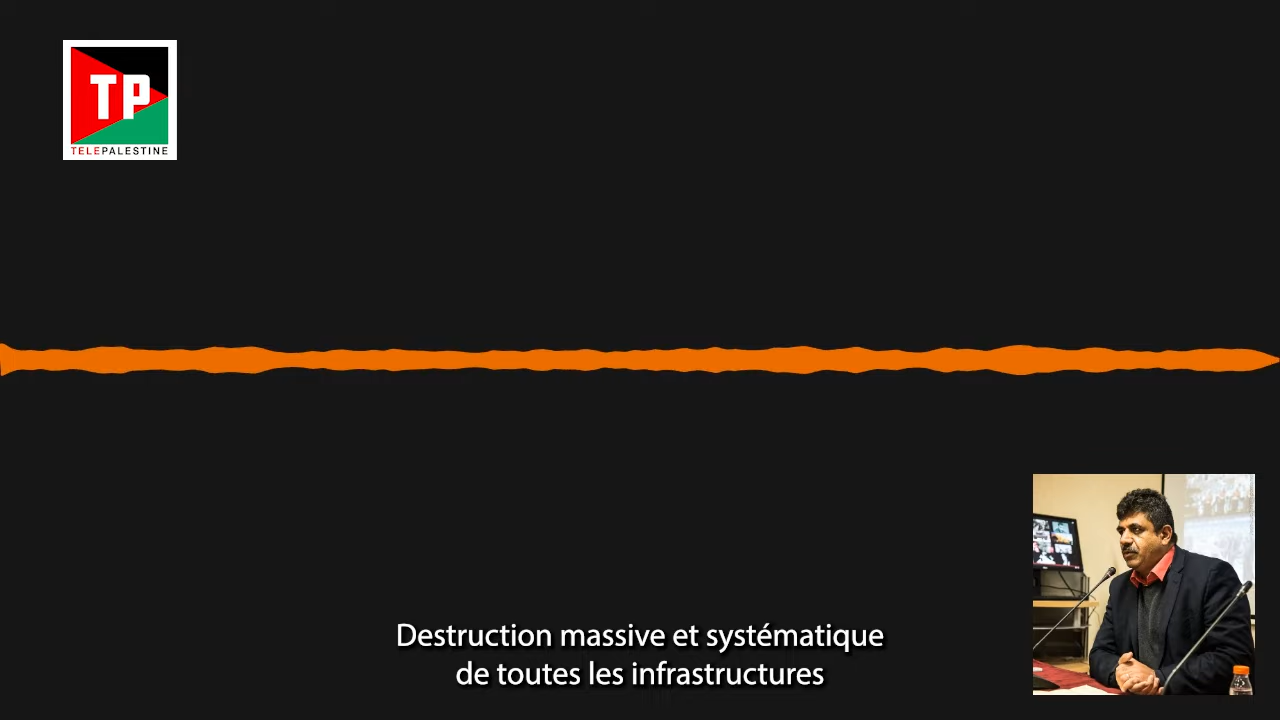 TP
TELEPALESTINE
Destruction massive et systématique
de toutes les infrastructures